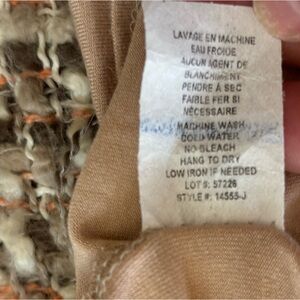 LAVAGE EN MACHINE
EAU FROIDE
AUCUN AGENT DE
BLANCHIMENT
PENDRE À SEC
FAIBLE FER SI
NÉCESSAIRE
MACHINE WASH
COLD WATER
NO BLEACH
HANG TO DRY
LOW IRON IF NEEDED
LOT #: 57226
STYLE #: 14555-J